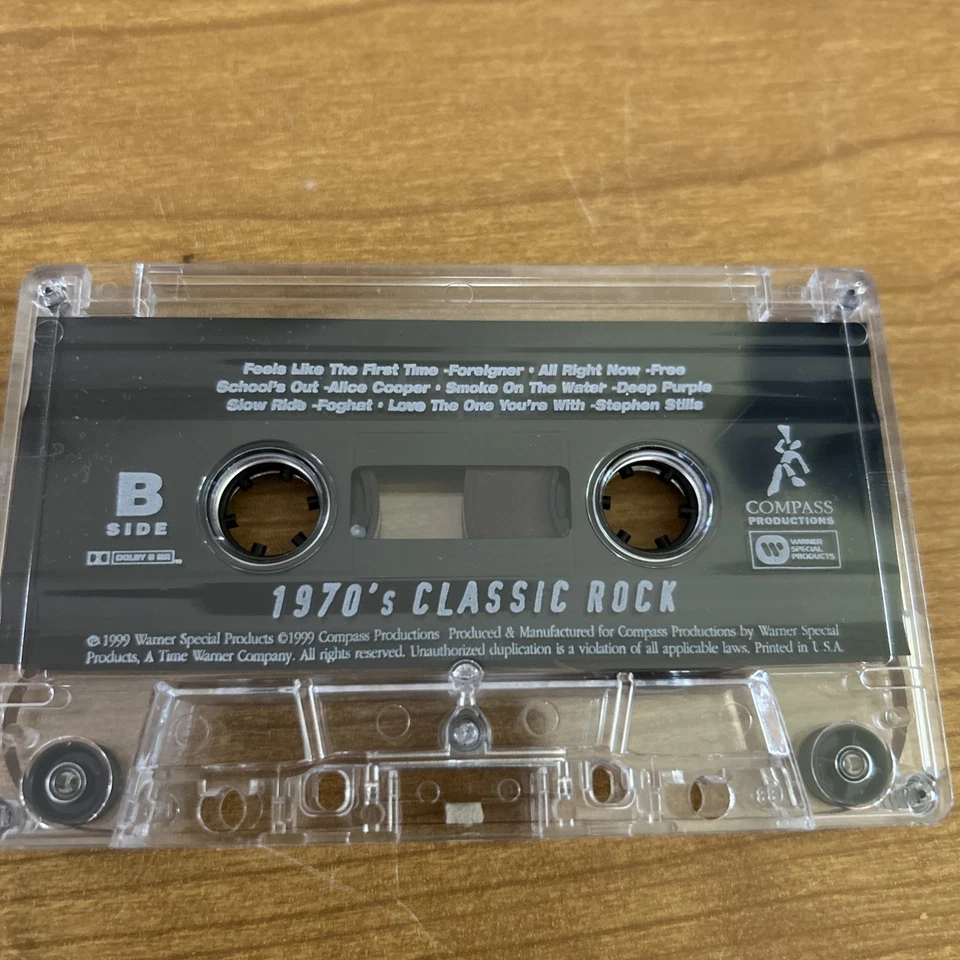 Feels Like The First Time -Foreigner • All Right Now -Free
School's Out -Alice Cooper • Smoke On The Water -Deep Purple
Slow Ride -Foghat • Love The One You're With -Stephen Stills
B
SIDE
DOLBY B NR
COMPASS
PRODUCTIONS
WARNER
SPECIAL
PRODUCTS
1970's CLASSIC ROCK
℗ 1999 Warner Special Products ©1999 Compass Productions Produced & Manufactured for Compass Productions by Warner Special
Products, A Time Warner Company. All rights reserved. Unauthorized duplication is a violation of all applicable laws. Printed in U.S.A.